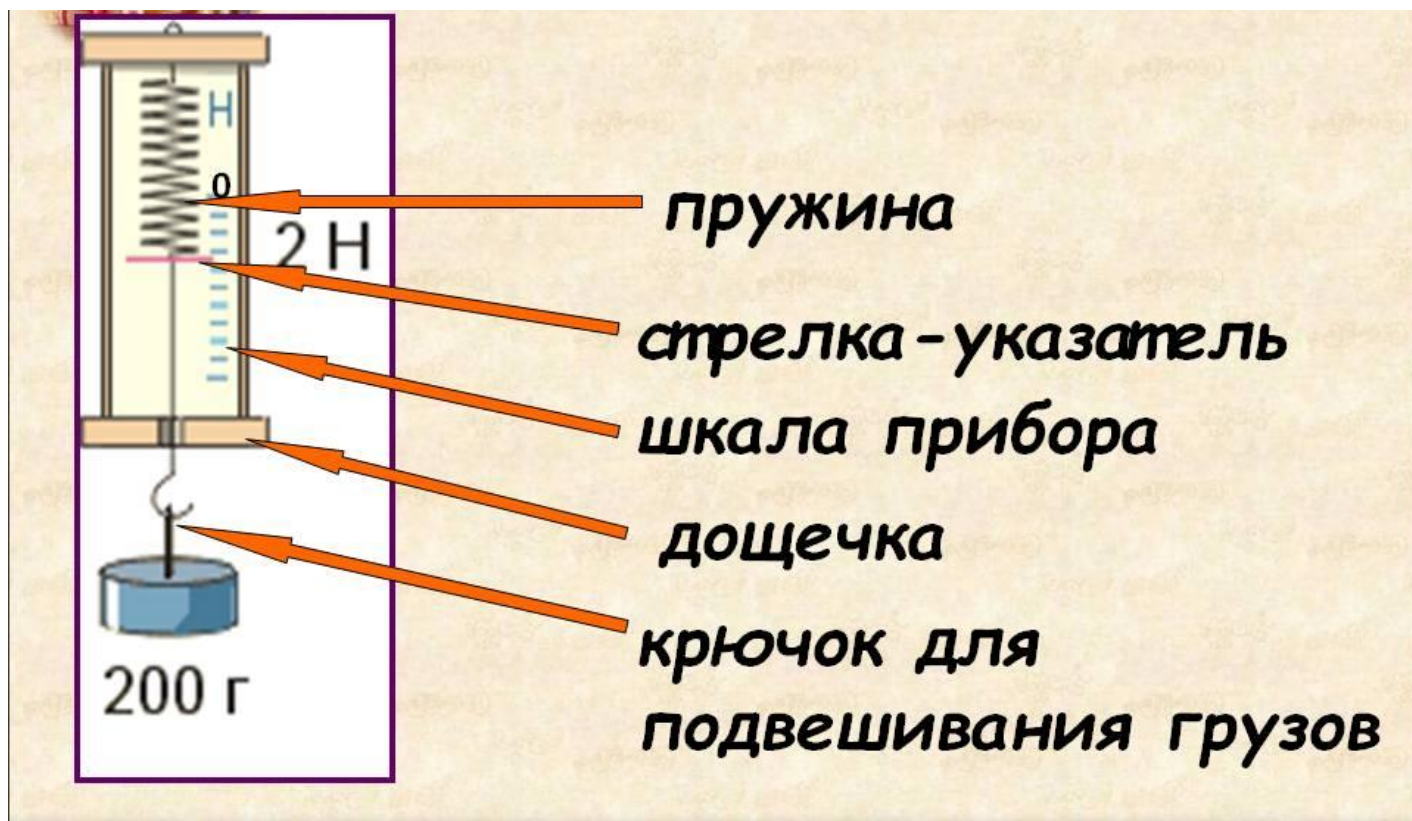 Н
0
2 Н
200 г
пружина
стрелка-указатель
шкала прибора
дощечка
крючок для
подвешивания грузов